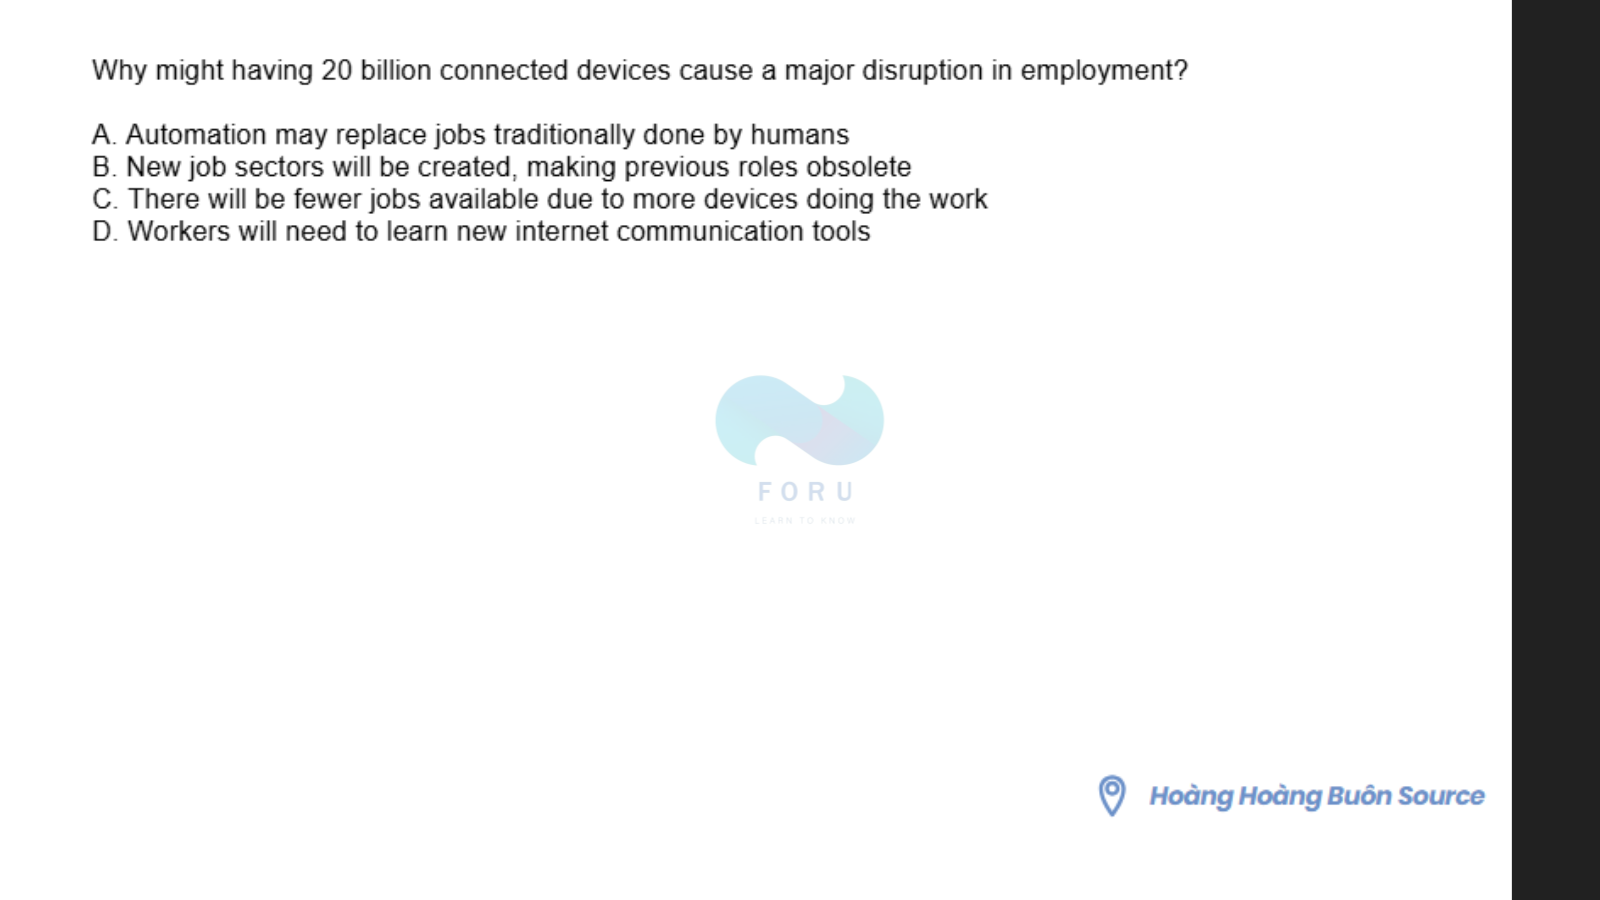 Why might having 20 billion connected devices cause a major disruption in employment?
A. Automation may replace jobs traditionally done by humans
B. New job sectors will be created, making previous roles obsolete
C. There will be fewer jobs available due to more devices doing the work
D. Workers will need to learn new internet communication tools
FORU
LEARN TO KNOW
Hoàng Hoàng Buôn Source